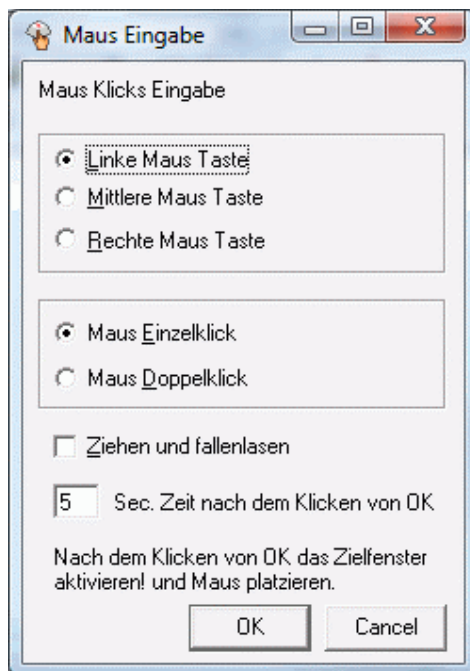 Maus Eingabe
Maus Klicks Eingabe
Linke Maus Taste
Mittlere Maus Taste
Rechte Maus Taste
Maus Einzelklick
Maus Doppelklick
Ziehen und fallenlasen
5 Sec. Zeit nach dem Klicken von OK
Nach dem Klicken von OK das Zielfenster
aktivieren! und Maus platzieren.
OK Cancel